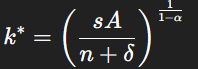 k* = (sA / (n + δ))^(1 / (1−α))